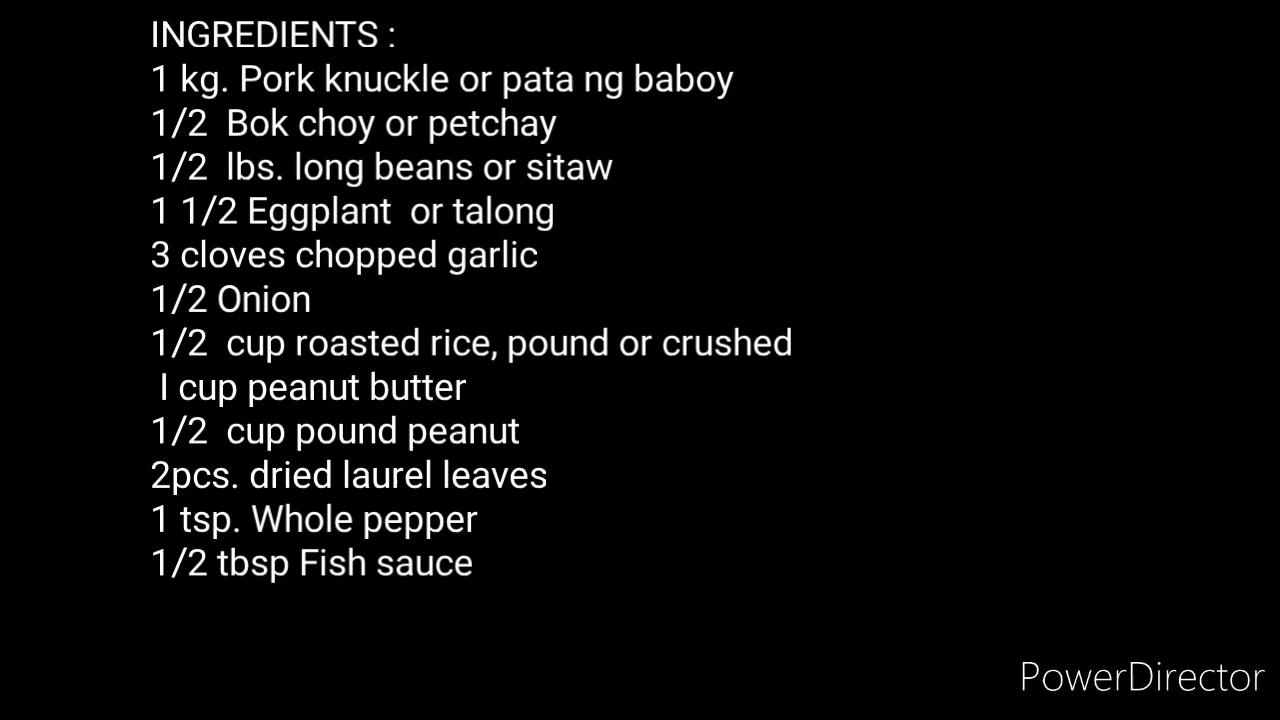 INGREDIENTS :
1 kg. Pork knuckle or pata ng baboy
1/2  Bok choy or petchay
1/2  lbs. long beans or sitaw
1 1/2 Eggplant  or talong
3 cloves chopped garlic
1/2 Onion
1/2  cup roasted rice, pound or crushed
I cup peanut butter
1/2  cup pound peanut
2pcs. dried laurel leaves
1 tsp. Whole pepper
1/2 tbsp Fish sauce
PowerDirector